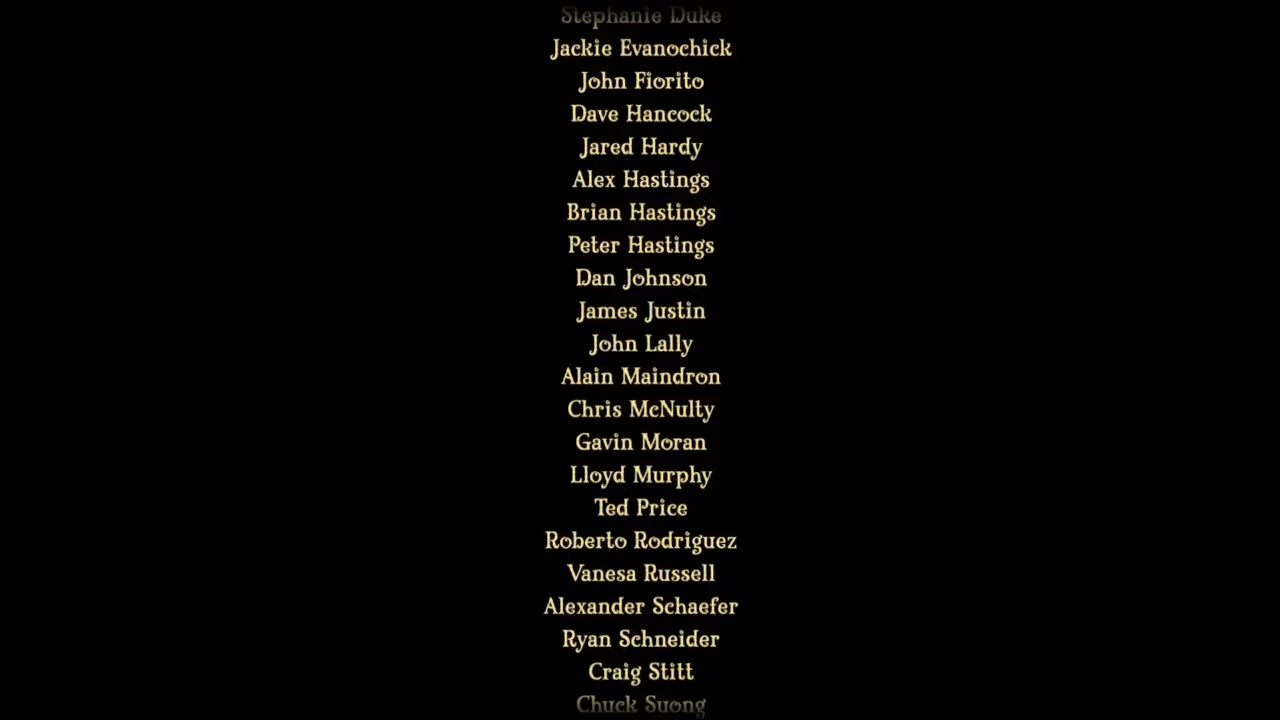 Stephanie Duke
Jackie Evanochick
John Fiorito
Dave Hancock
Jared Hardy
Alex Hastings
Brian Hastings
Peter Hastings
Dan Johnson
James Justin
John Lally
Alain Maindron
Chris McNulty
Gavin Moran
Lloyd Murphy
Ted Price
Roberto Rodriguez
Vanesa Russell
Alexander Schaefer
Ryan Schneider
Craig Stitt
Chuck Suong